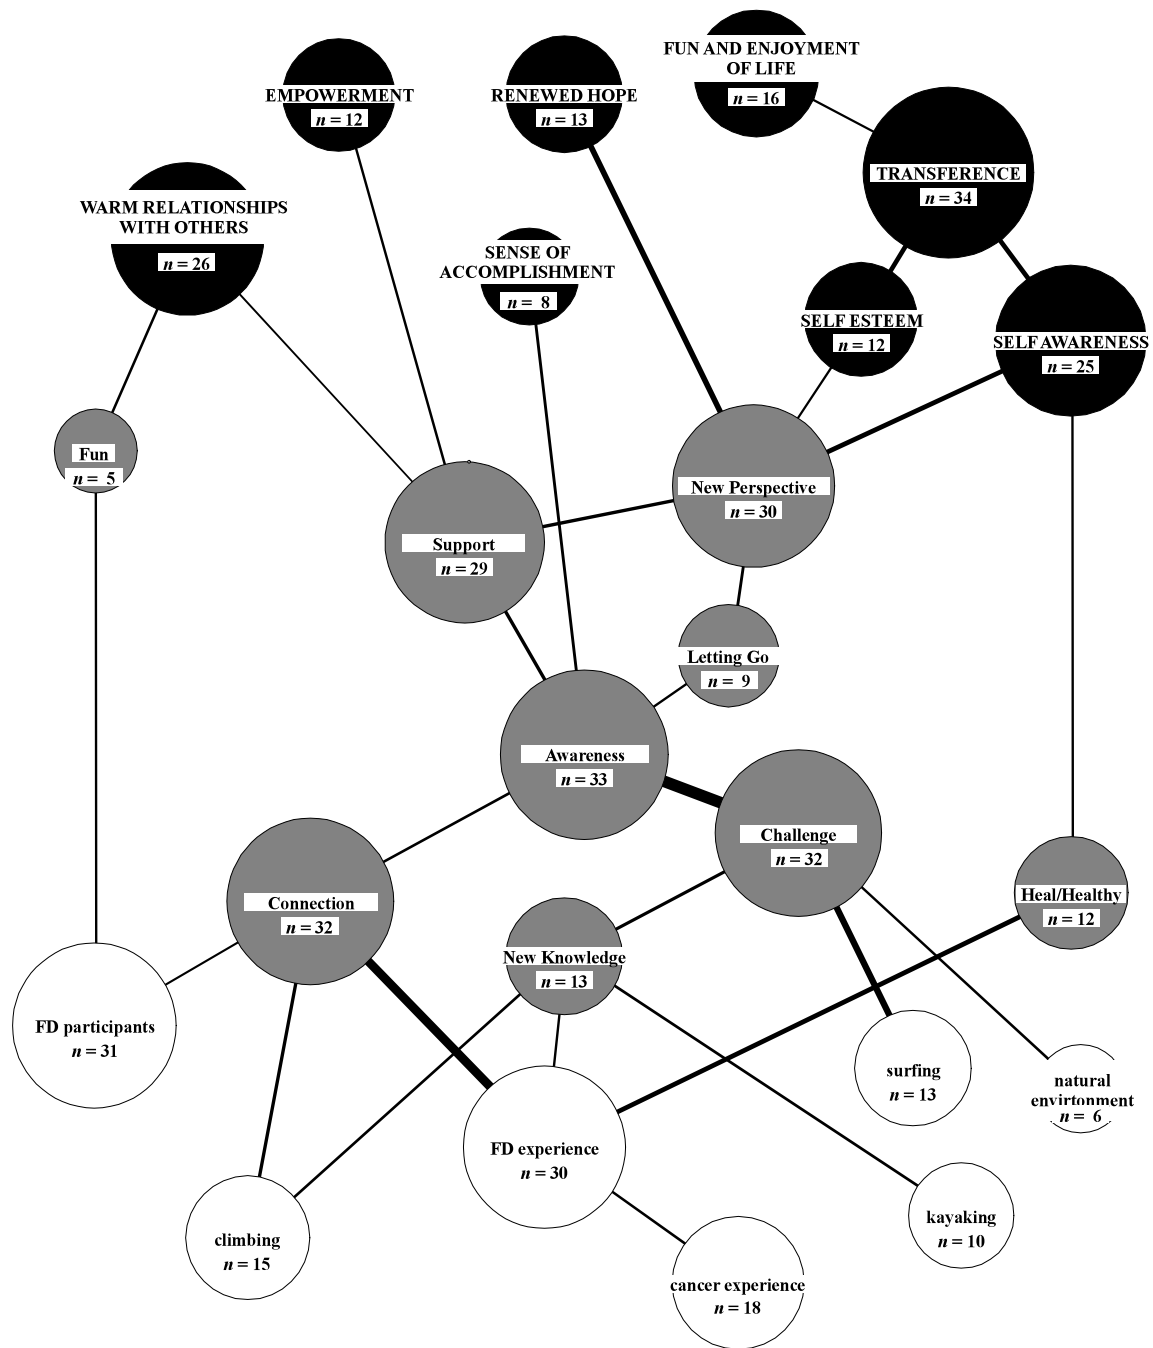 FUN AND ENJOYMENT
OF LIFE
n = 16
EMPOWERMENT
n = 12
RENEWED HOPE
n = 13
TRANSFERENCE
n = 34
WARM RELATIONSHIPS
WITH OTHERS
n = 26
SENSE OF
ACCOMPLISHMENT
n = 8
SELF ESTEEM
n = 12
SELF AWARENESS
n = 25
Fun
n = 5
New Perspective
n = 30
Support
n = 29
Letting Go
n = 9
Awareness
n = 33
Challenge
n = 32
Connection
n = 32
Heal/Healthy
n = 12
New Knowledge
n = 13
FD participants
n = 31
surfing
n = 13
natural
envirtonment
n = 6
FD experience
n = 30
kayaking
n = 10
climbing
n = 15
cancer experience
n = 18